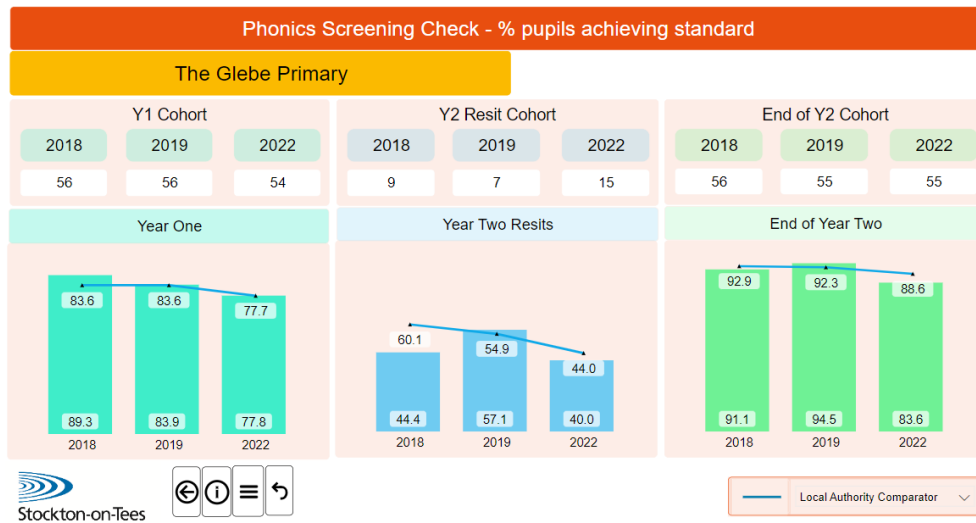 Phonics Screening Check - % pupils achieving standard
The Glebe Primary
Y1 Cohort
2018 2019 2022
56 56 54
Y2 Resit Cohort
2018 2019 2022
9 7 15
End of Y2 Cohort
2018 2019 2022
56 55 55
Year One
83.6 83.6 77.7
89.3 83.9 77.8
2018 2019 2022
Year Two Resits
60.1 54.9 44.0
44.4 57.1 40.0
2018 2019 2022
End of Year Two
92.9 92.3 88.6
91.1 94.5 83.6
2018 2019 2022
Stockton-on-Tees
Local Authority Comparator